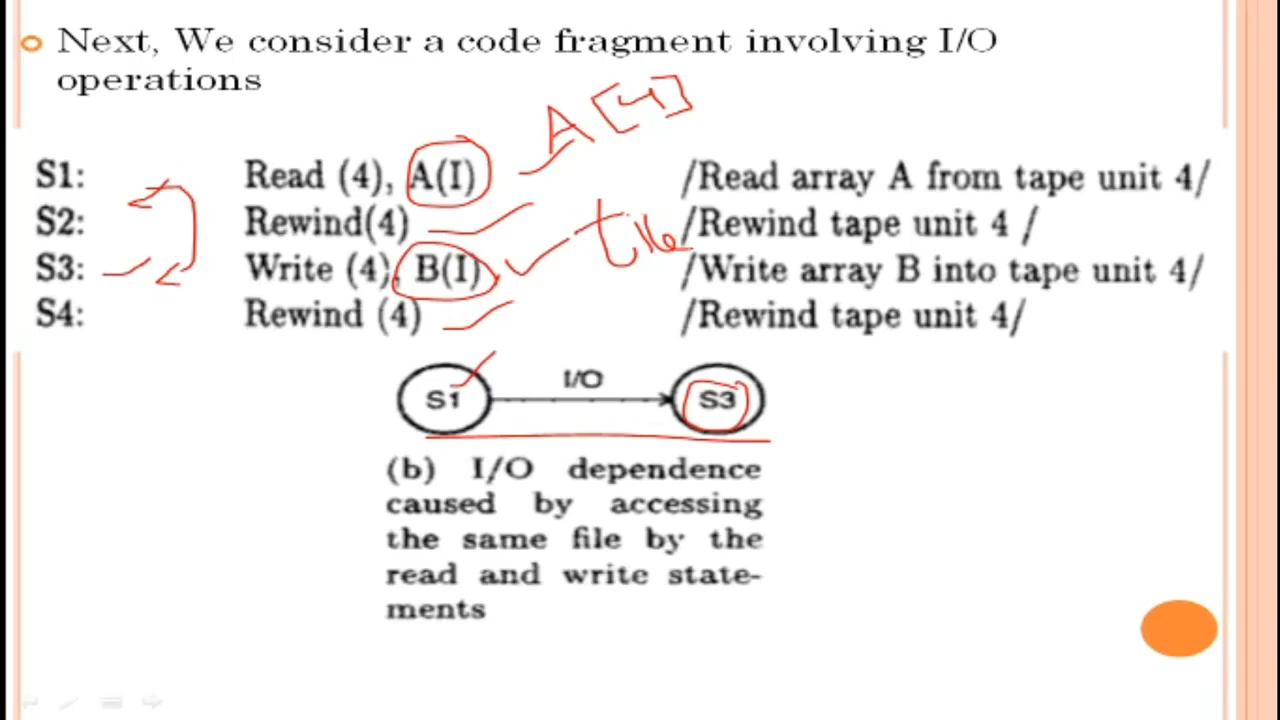 Next, We consider a code fragment involving I/O
operations
A[4]
S1: Read (4), A(I) /Read array A from tape unit 4/
S2: Rewind(4) /Rewind tape unit 4 /
file
S3: Write (4), B(I) /Write array B into tape unit 4/
S4: Rewind (4) /Rewind tape unit 4/
S1 I/O S3
(b) I/O dependence
caused by accessing
the same file by the
read and write state-
ments